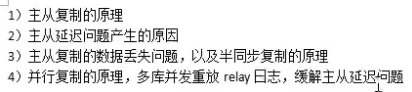 1）主从复制的原理
2）主从延迟问题产生的原因
3）主从复制的数据丢失问题，以及半同步复制的原理
4）并行复制的原理，多库并发重放 relay 日志，缓解主从延迟问题